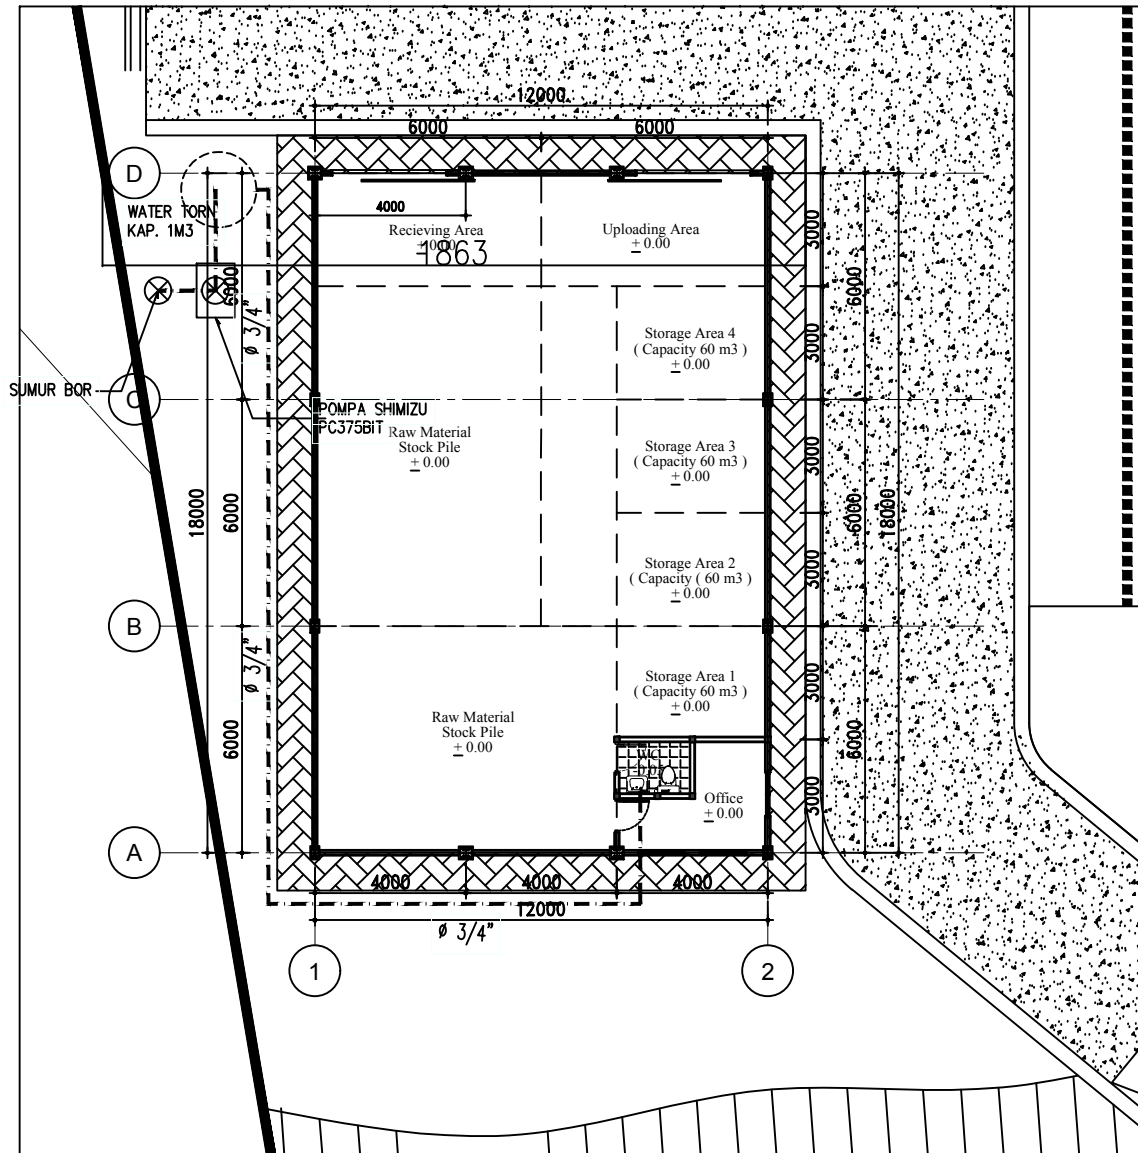 12000
6000
6000
D
WATER TORN
KAP. 1M3
4000
Recieving Area
+ 0.00
Uploading Area
+ 0.00
1863
3000
6000
6000
Ø 3/4"
Storage Area 4
( Capacity 60 m3 )
+ 0.00
3000
SUMUR BOR
C
POMPA SHIMIZU
PC375BIT
Raw Material
Stock Pile
+ 0.00
Storage Area 3
( Capacity 60 m3 )
+ 0.00
3000
18000
6000
6000
18000
Storage Area 2
( Capacity ( 60 m3 )
+ 0.00
3000
B
Ø 3/4"
Storage Area 1
( Capacity 60 m3 )
+ 0.00
3000
Raw Material
Stock Pile
+ 0.00
6000
6000
WC
Office
+ 0.00
3000
A
4000
4000
4000
12000
Ø 3/4"
1
2